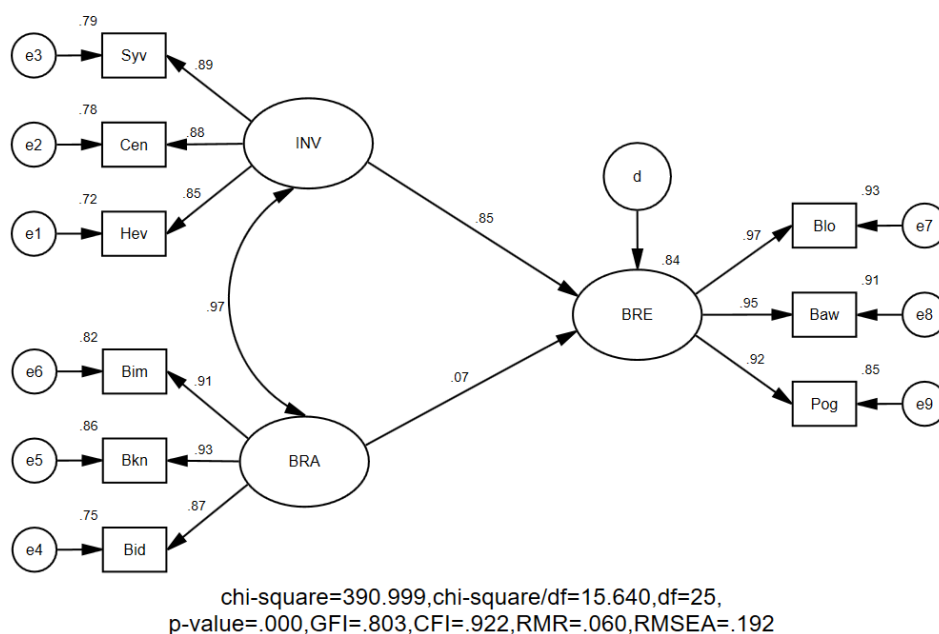 .79
e3
Syv
.89
.78
e2
Cen
.88
INV
.72
e1
Hev
.85
d
.85
.93
Blo
e7
.97
.84
BRE
.91
.95
Baw
e8
.97
.92
.85
Pog
e9
.82
e6
Bim
.91
.07
.86
e5
Bkn
.93
BRA
.75
e4
Bid
.87
chi-square=390.999,chi-square/df=15.640,df=25,
p-value=.000,GFI=.803,CFI=.922,RMR=.060,RMSEA=.192